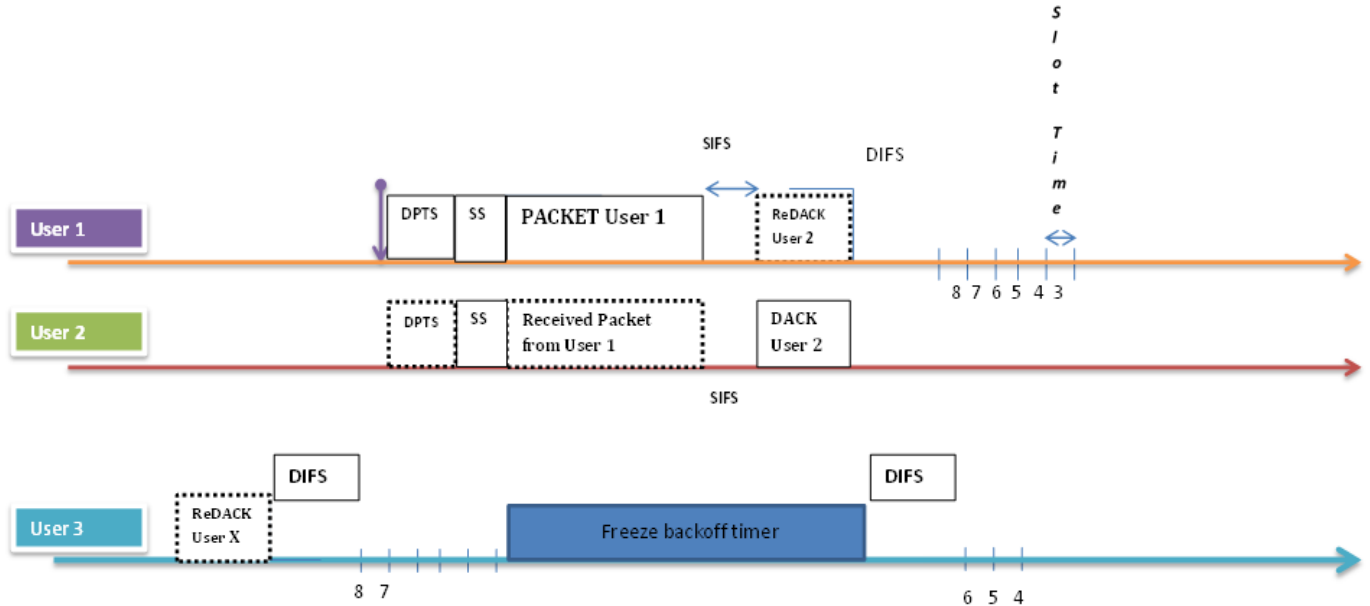 Slot Time
SIFS
DIFS
User 1
DPTS
SS
PACKET User 1
ReDACK
User 2
8 7 6 5 4 3
User 2
DPTS
SS
Received Packet
from User 1
DACK
User 2
SIFS
DIFS
DIFS
User 3
ReDACK
User X
Freeze backoff timer
8 7
6 5 4